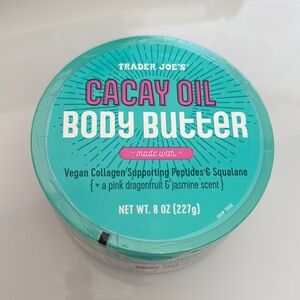 TRADER JOE'S
CACAY OIL
BODY BUTTER
- made with -
Vegan Collagen Supporting Peptides & Squalane
{ + a pink dragonfruit & jasmine scent }
NET WT. 8 OZ (227g)